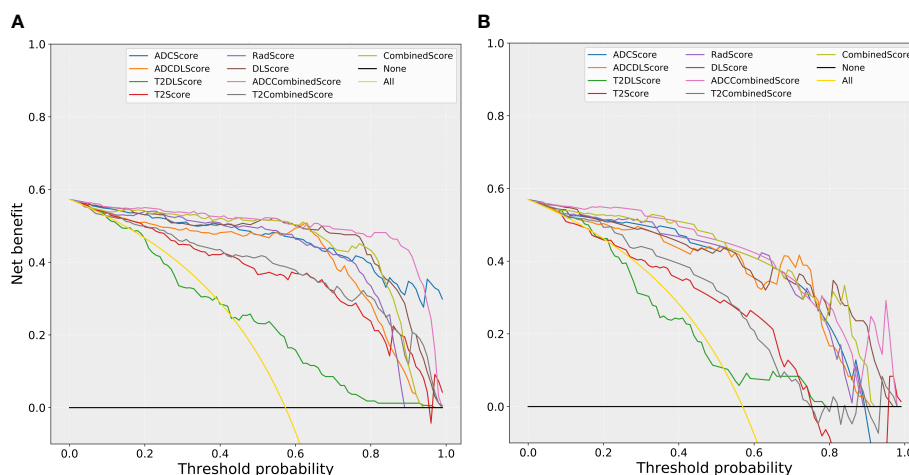 A
B
ADCScore
ADCDLScore
T2DLScore
T2Score
RadScore
DLScore
ADCCombinedScore
T2CombinedScore
CombinedScore
None
All
1.0
0.8
0.6
0.4
0.2
0.0
Net benefit
0.0 0.2 0.4 0.6 0.8 1.0
Threshold probability
ADCScore
ADCDLScore
T2DLScore
T2Score
RadScore
DLScore
ADCCombinedScore
T2CombinedScore
CombinedScore
None
All
1.0
0.8
0.6
0.4
0.2
0.0
0.0 0.2 0.4 0.6 0.8 1.0
Threshold probability